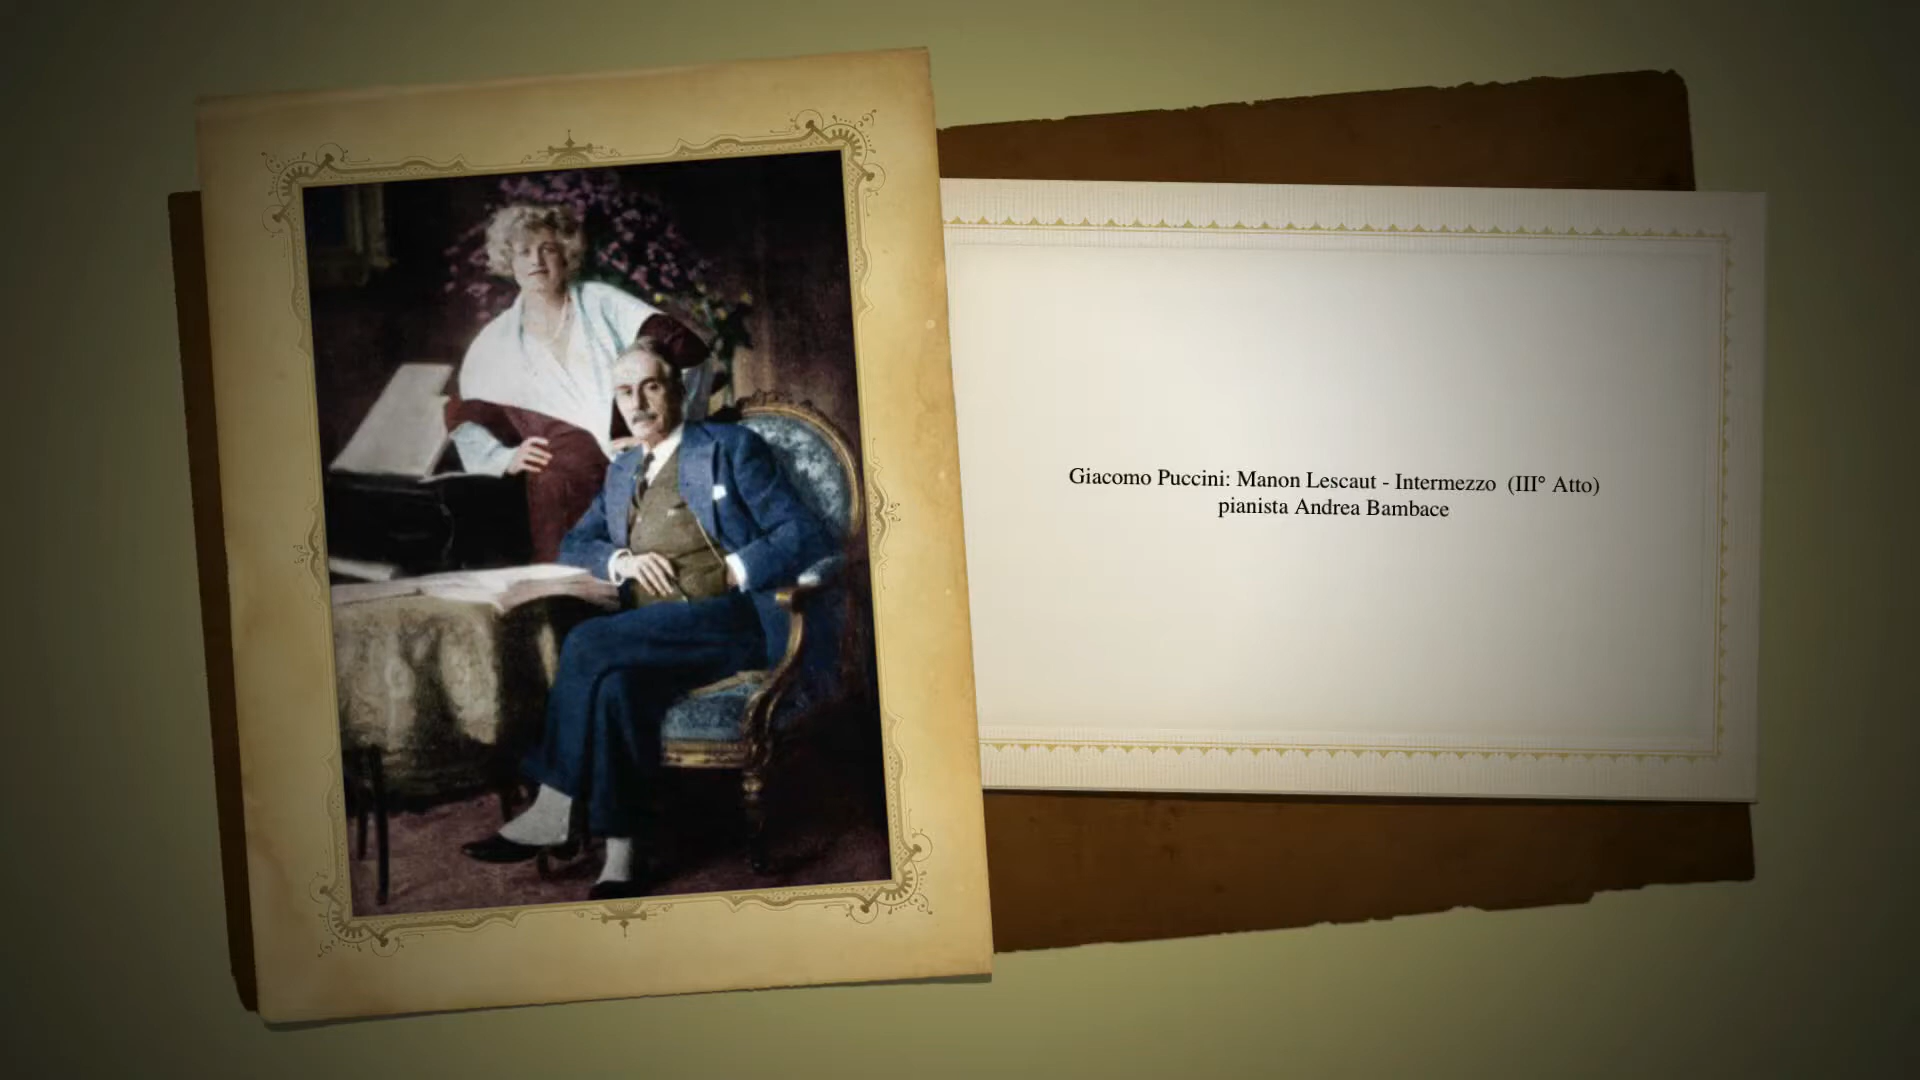 Giacomo Puccini: Manon Lescaut - Intermezzo  (III° Atto)
pianista Andrea Bambace